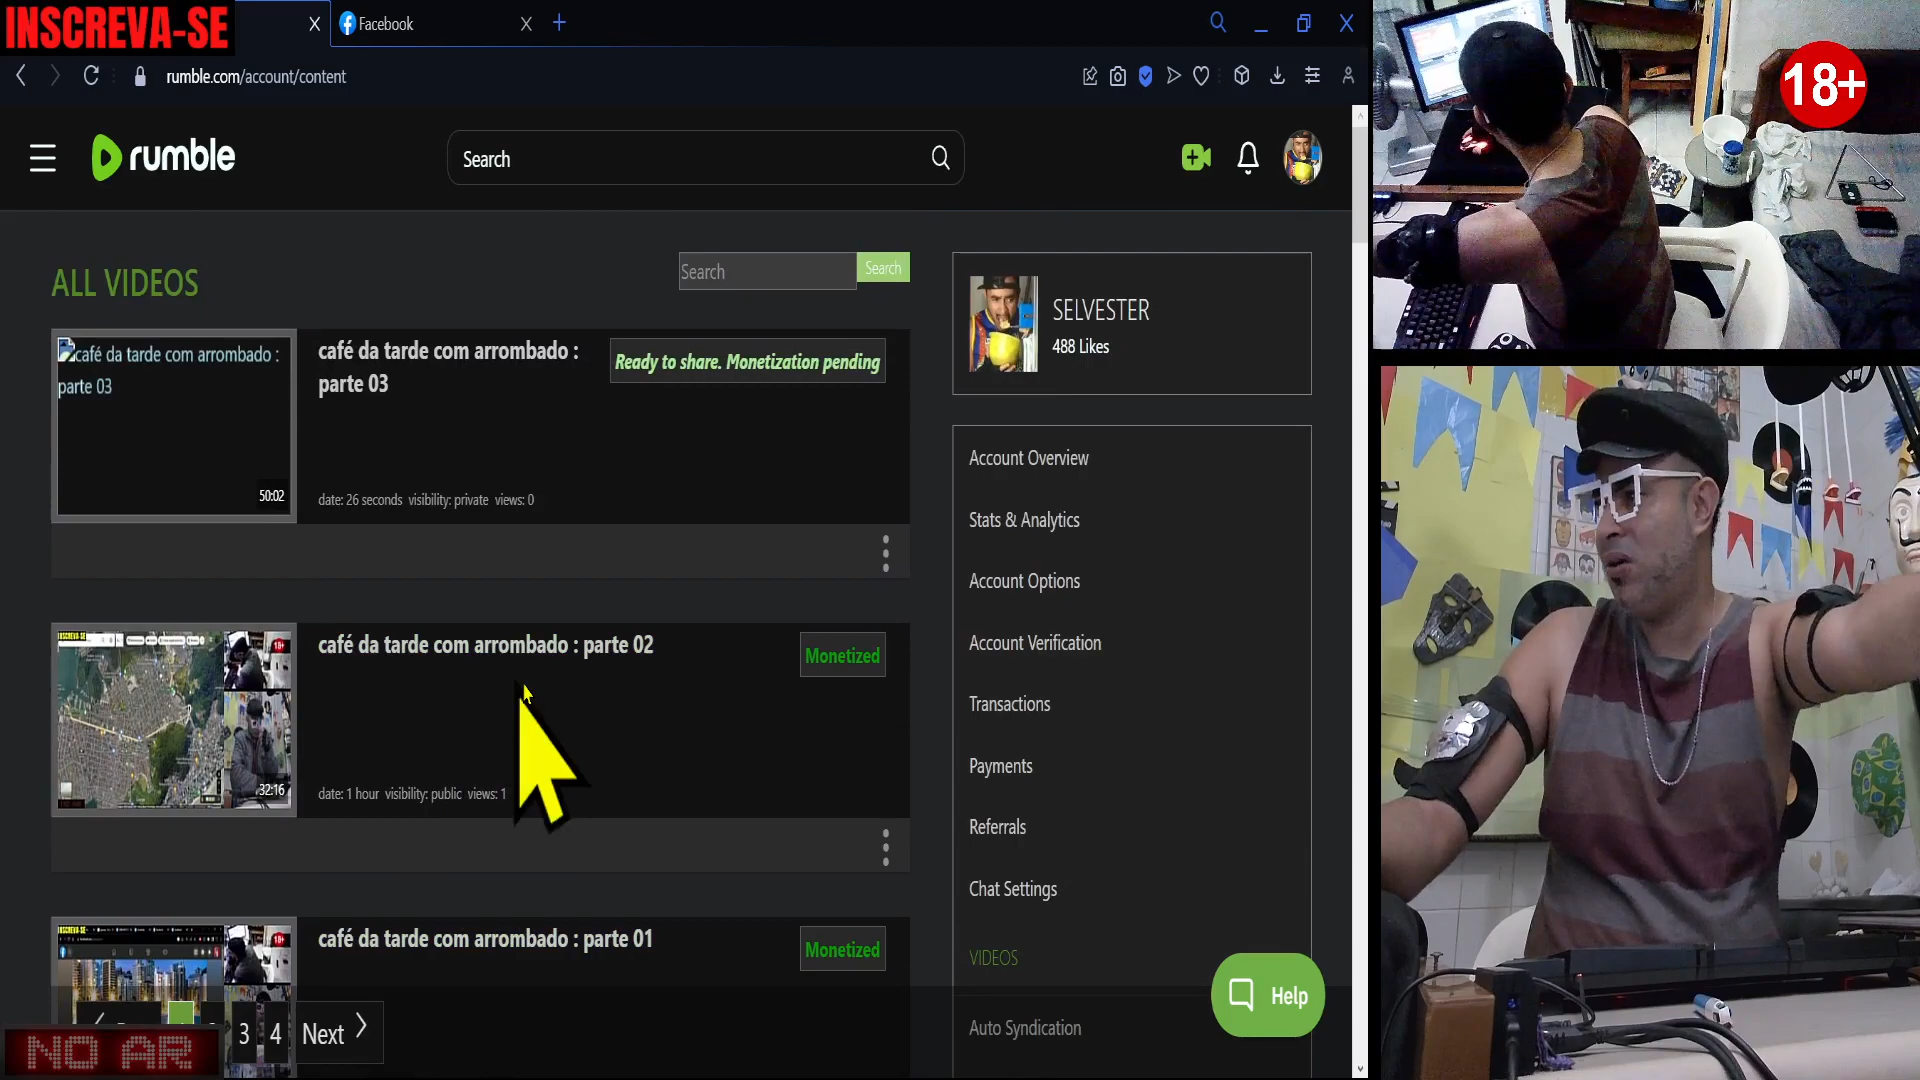 INSCREVA-SE
Facebook
rumble.com/account/content
18+
rumble
Search
ALL VIDEOS
Search
Search
café da tarde com arrombado : parte 03
50:02
café da tarde com arrombado :
parte 03
Ready to share. Monetization pending
date: 26 seconds visibility: private views: 0
café da tarde com arrombado : parte 02
Monetized
32:16
date: 1 hour visibility: public views: 1
café da tarde com arrombado : parte 01
Monetized
3 4 Next
NO AR
SELVESTER
488 Likes
Account Overview
Stats & Analytics
Account Options
Account Verification
Transactions
Payments
Referrals
Chat Settings
VIDEOS
Auto Syndication
Help